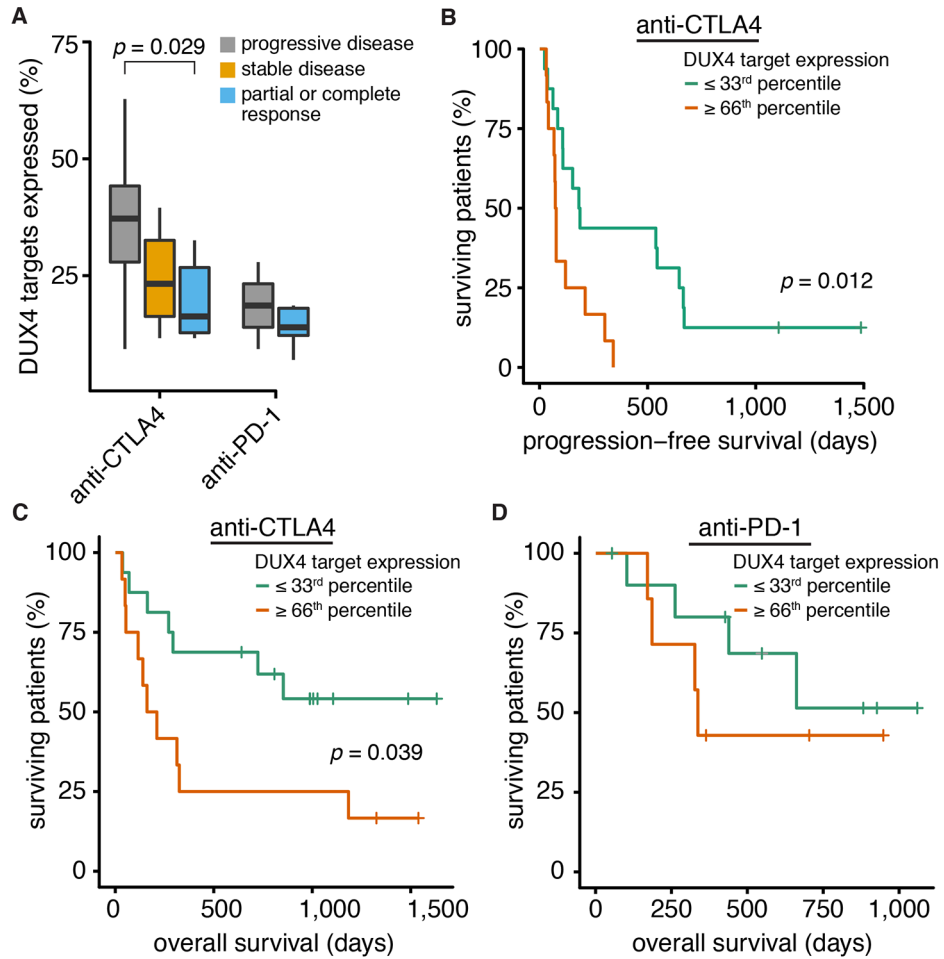 A
DUX4 targets expressed (%)
75
50
25
p = 0.029
progressive disease
stable disease
partial or complete
response
anti-CTLA4
anti-PD-1
B
anti-CTLA4
DUX4 target expression
≤ 33rd percentile
≥ 66th percentile
surviving patients (%)
100
75
50
25
0
p = 0.012
0 500 1,000 1,500
progression−free survival (days)
C
anti-CTLA4
DUX4 target expression
≤ 33rd percentile
≥ 66th percentile
surviving patients (%)
100
75
50
25
0
p = 0.039
0 500 1,000 1,500
overall survival (days)
D
anti-PD-1
DUX4 target expression
≤ 33rd percentile
≥ 66th percentile
surviving patients (%)
100
75
50
25
0
0 250 500 750 1,000
overall survival (days)